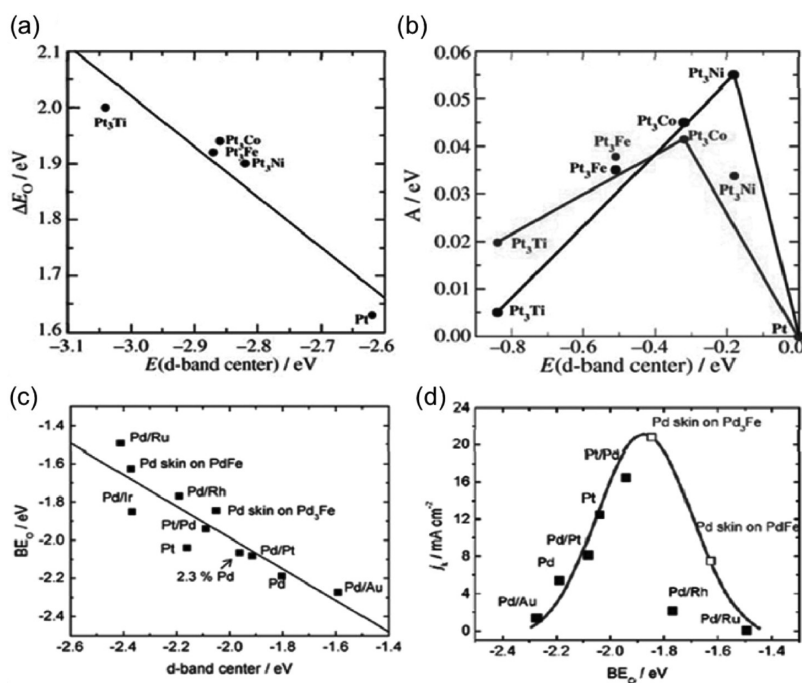 (a)
2.1
2.0
1.9
1.8
1.7
1.6
ΔE_O / eV
Pt₃Ti
Pt₃Co
Pt₃Fe
Pt₃Ni
Pt
−3.1
−3.0
−2.9
−2.8
−2.7
−2.6
E(d-band center) / eV
(b)
0.06
0.05
0.04
0.03
0.02
0.01
0.00
A / eV
Pt₃Ni
Pt₃Co
Pt₃Fe
Pt₃Co
Pt₃Fe
Pt₃Ni
Pt₃Ti
Pt₃Ti
Pt
−0.8
−0.6
−0.4
−0.2
0.0
E(d-band center) / eV
(c)
-1.4
-1.6
-1.8
-2.0
-2.2
-2.4
BE_O / eV
Pd/Ru
Pd skin on PdFe
Pd/Ir
Pd/Rh
Pd skin on Pd₃Fe
Pt/Pd
Pt
2.3 % Pd
Pd/Pt
Pd
Pd/Au
-2.6
-2.4
-2.2
-2.0
-1.8
-1.6
-1.4
d-band center / eV
(d)
24
20
16
12
8
4
0
j_k / mA cm⁻²
Pd skin on Pd₃Fe
Pt/Pd
Pt
Pd skin on PdFe
Pd/Pt
Pd
Pd/Au
Pd/Rh
Pd/Ru
-2.3
-2.1
-1.9
-1.7
-1.5
BE_O / eV